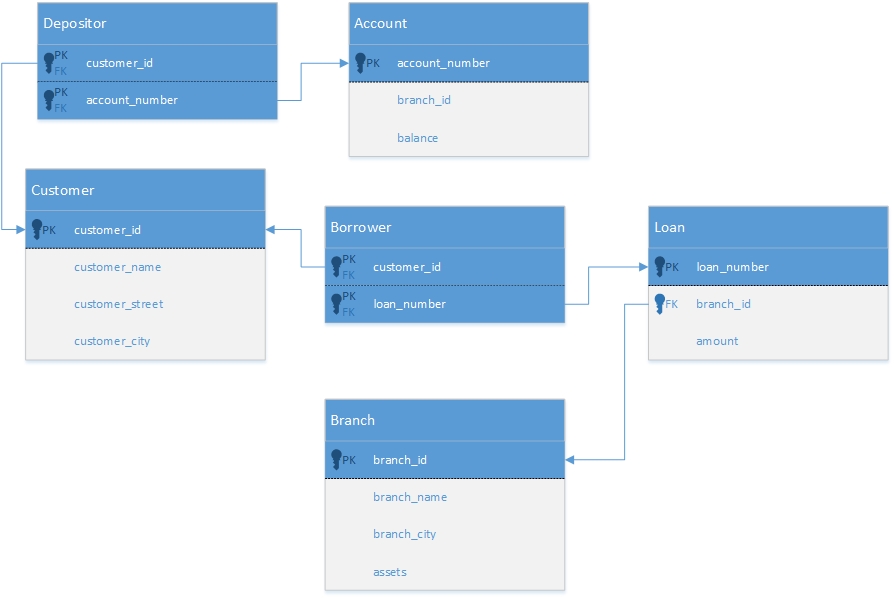 Depositor
PK
FK
customer_id
PK
FK
account_number
Account
PK
account_number
branch_id
balance
Customer
PK
customer_id
customer_name
customer_street
customer_city
Borrower
PK
FK
customer_id
PK
FK
loan_number
Loan
PK
loan_number
FK
branch_id
amount
Branch
PK
branch_id
branch_name
branch_city
assets